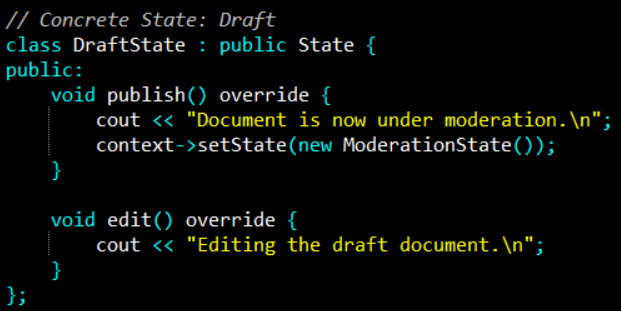 // Concrete State: Draft
class DraftState : public State {
public:
    void publish() override {
        cout << "Document is now under moderation.\n";
        context->setState(new ModerationState());
    }

    void edit() override {
        cout << "Editing the draft document.\n";
    }
};